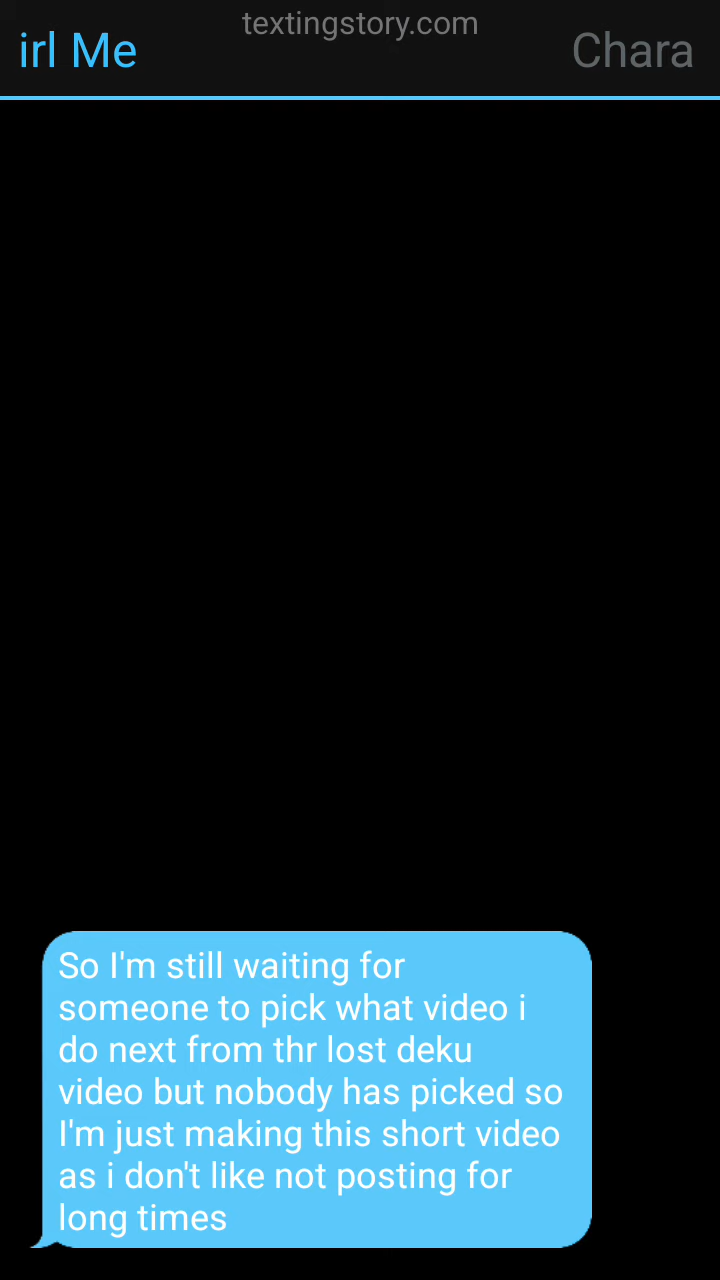 textingstory.com
irl Me
Chara
So I'm still waiting for
someone to pick what video i
do next from thr lost deku
video but nobody has picked so
I'm just making this short video
as i don't like not posting for
long times